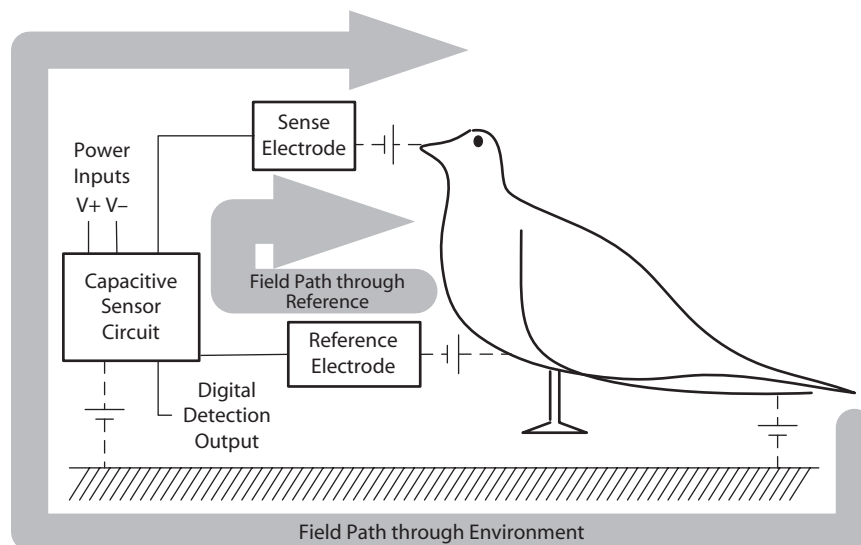 Sense
Electrode
Power
Inputs
V+ V–
Capacitive
Sensor
Circuit
Field Path through
Reference
Reference
Electrode
Digital
Detection
Output
Field Path through Environment